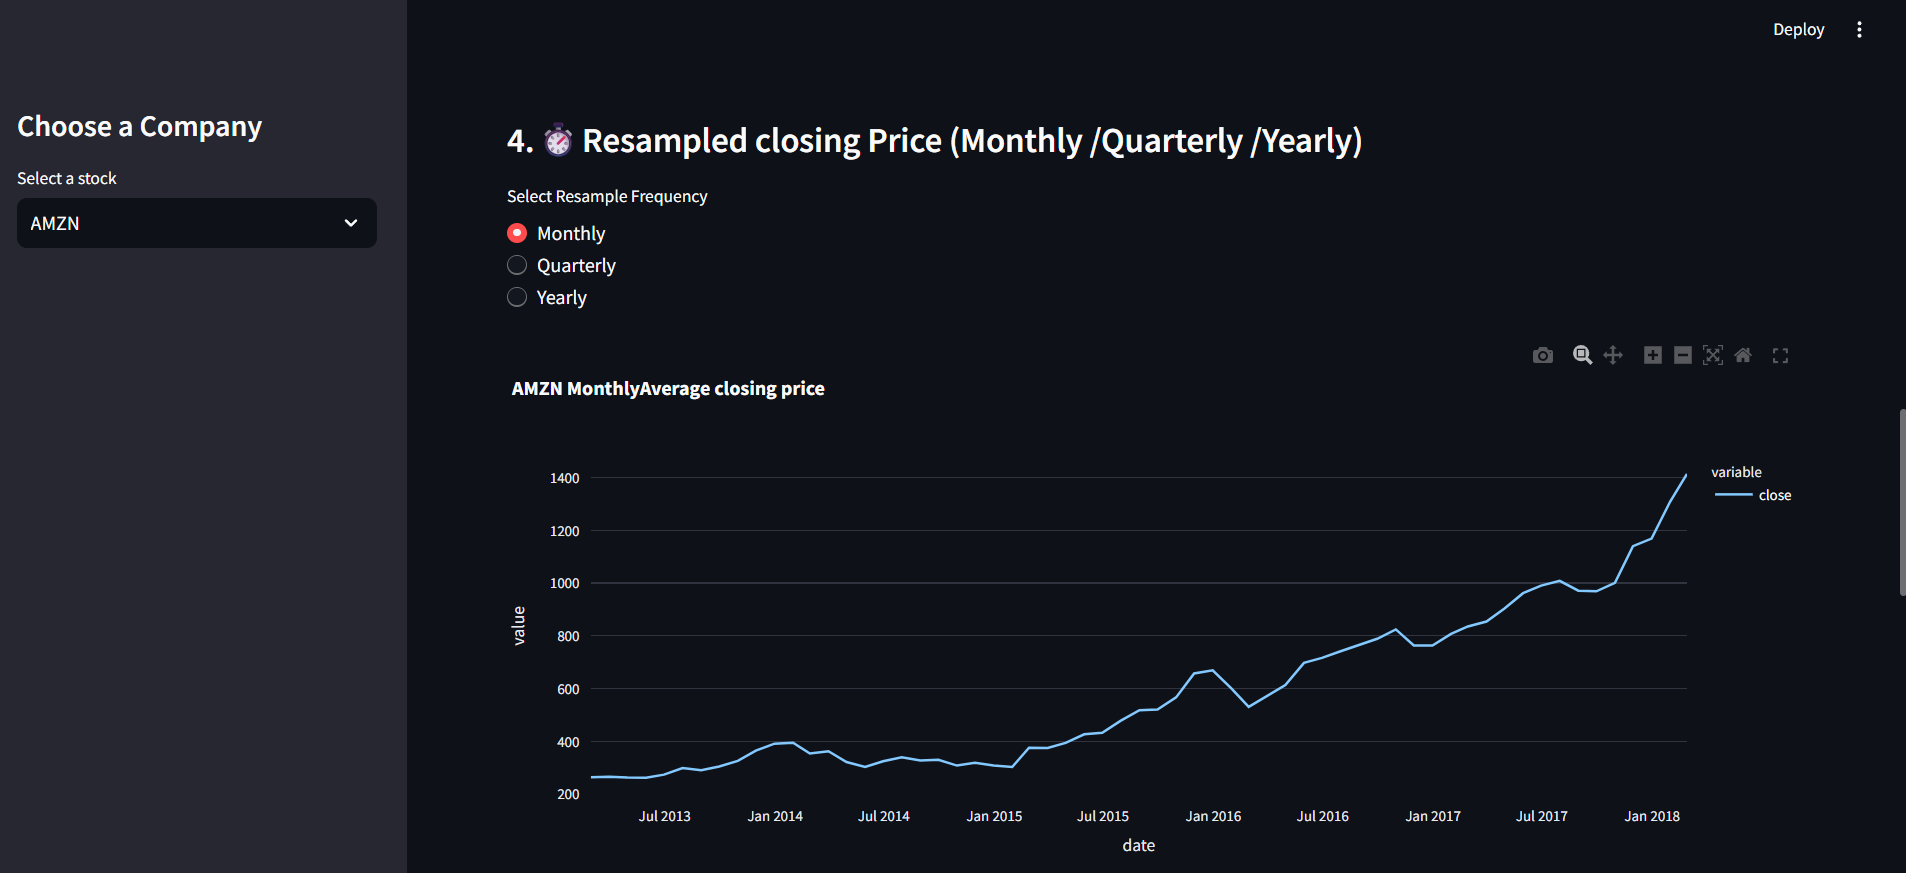 Deploy
Choose a Company
Select a stock
AMZN
4. ⏱️ Resampled closing Price (Monthly /Quarterly /Yearly)
Select Resample Frequency
Monthly
Quarterly
Yearly
AMZN MonthlyAverage closing price
variable
close
1400
1200
1000
800
600
400
200
value
Jul 2013 Jan 2014 Jul 2014 Jan 2015 Jul 2015 Jan 2016 Jul 2016 Jan 2017 Jul 2017 Jan 2018
date